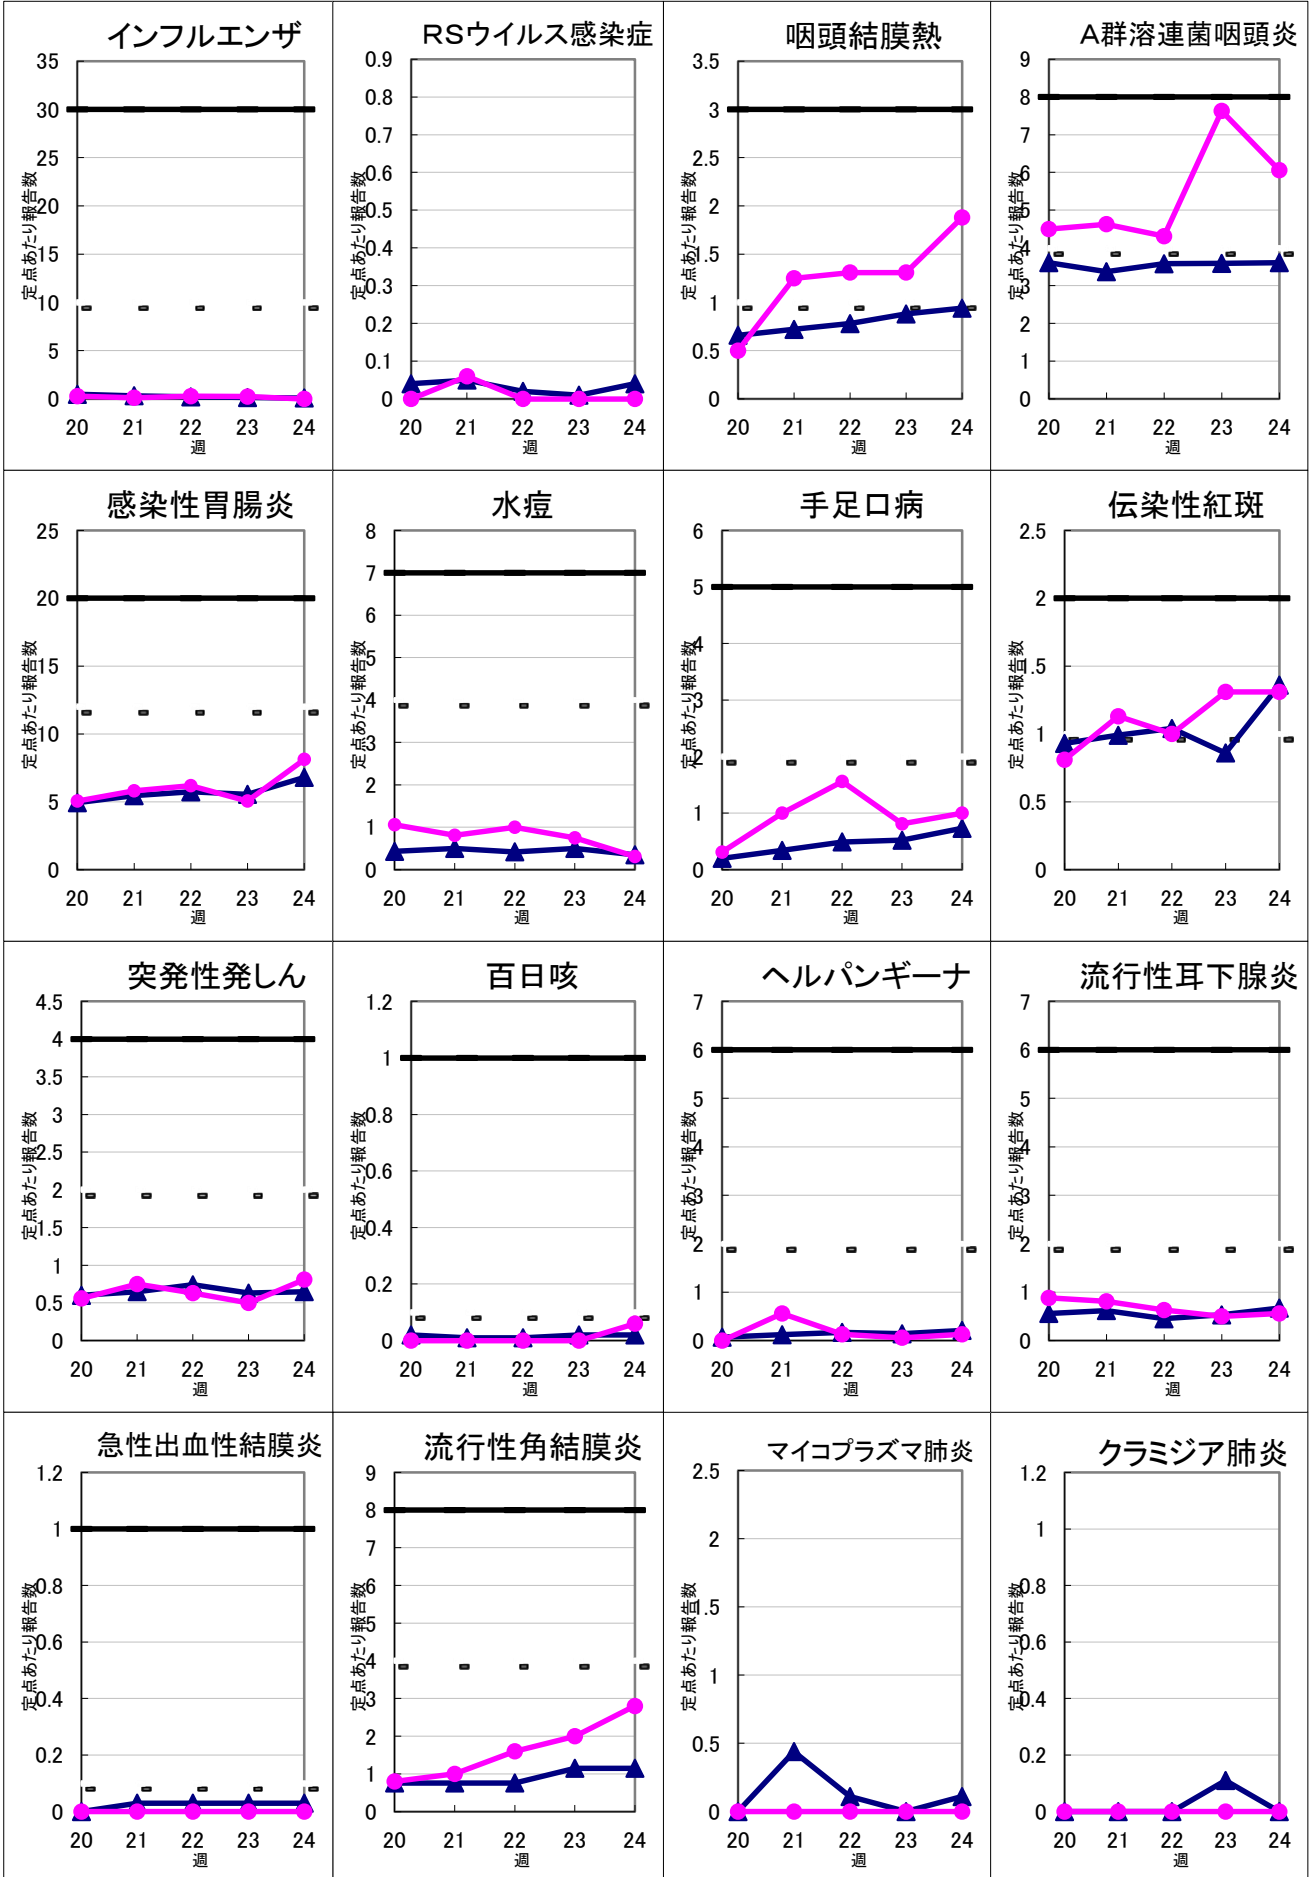 インフルエンザ
35
30
25
20
15
10
5
0
定点あたり報告数
20 21 22 23 24
週
RSウイルス感染症
0.9
0.8
0.7
0.6
0.5
0.4
0.3
0.2
0.1
0
定点あたり報告数
20 21 22 23 24
週
咽頭結膜熱
3.5
3
2.5
2
1.5
1
0.5
0
定点あたり報告数
20 21 22 23 24
週
A群溶連菌咽頭炎
9
8
7
6
5
4
3
2
1
0
定点あたり報告数
20 21 22 23 24
週
感染性胃腸炎
25
20
15
10
5
0
定点あたり報告数
20 21 22 23 24
週
水痘
8
7
6
5
4
3
2
1
0
定点あたり報告数
20 21 22 23 24
週
手足口病
6
5
4
3
2
1
0
定点あたり報告数
20 21 22 23 24
週
伝染性紅斑
2.5
2
1.5
1
0.5
0
定点あたり報告数
20 21 22 23 24
週
突発性発しん
4.5
4
3.5
3
2.5
2
1.5
1
0.5
0
定点あたり報告数
20 21 22 23 24
週
百日咳
1.2
1
0.8
0.6
0.4
0.2
0
定点あたり報告数
20 21 22 23 24
週
ヘルパンギーナ
7
6
5
4
3
2
1
0
定点あたり報告数
20 21 22 23 24
週
流行性耳下腺炎
7
6
5
4
3
2
1
0
定点あたり報告数
20 21 22 23 24
週
急性出血性結膜炎
1.2
1
0.8
0.6
0.4
0.2
0
定点あたり報告数
20 21 22 23 24
週
流行性角結膜炎
9
8
7
6
5
4
3
2
1
0
定点あたり報告数
20 21 22 23 24
週
マイコプラズマ肺炎
2.5
2
1.5
1
0.5
0
定点あたり報告数
20 21 22 23 24
週
クラミジア肺炎
1.2
1
0.8
0.6
0.4
0.2
0
定点あたり報告数
20 21 22 23 24
週